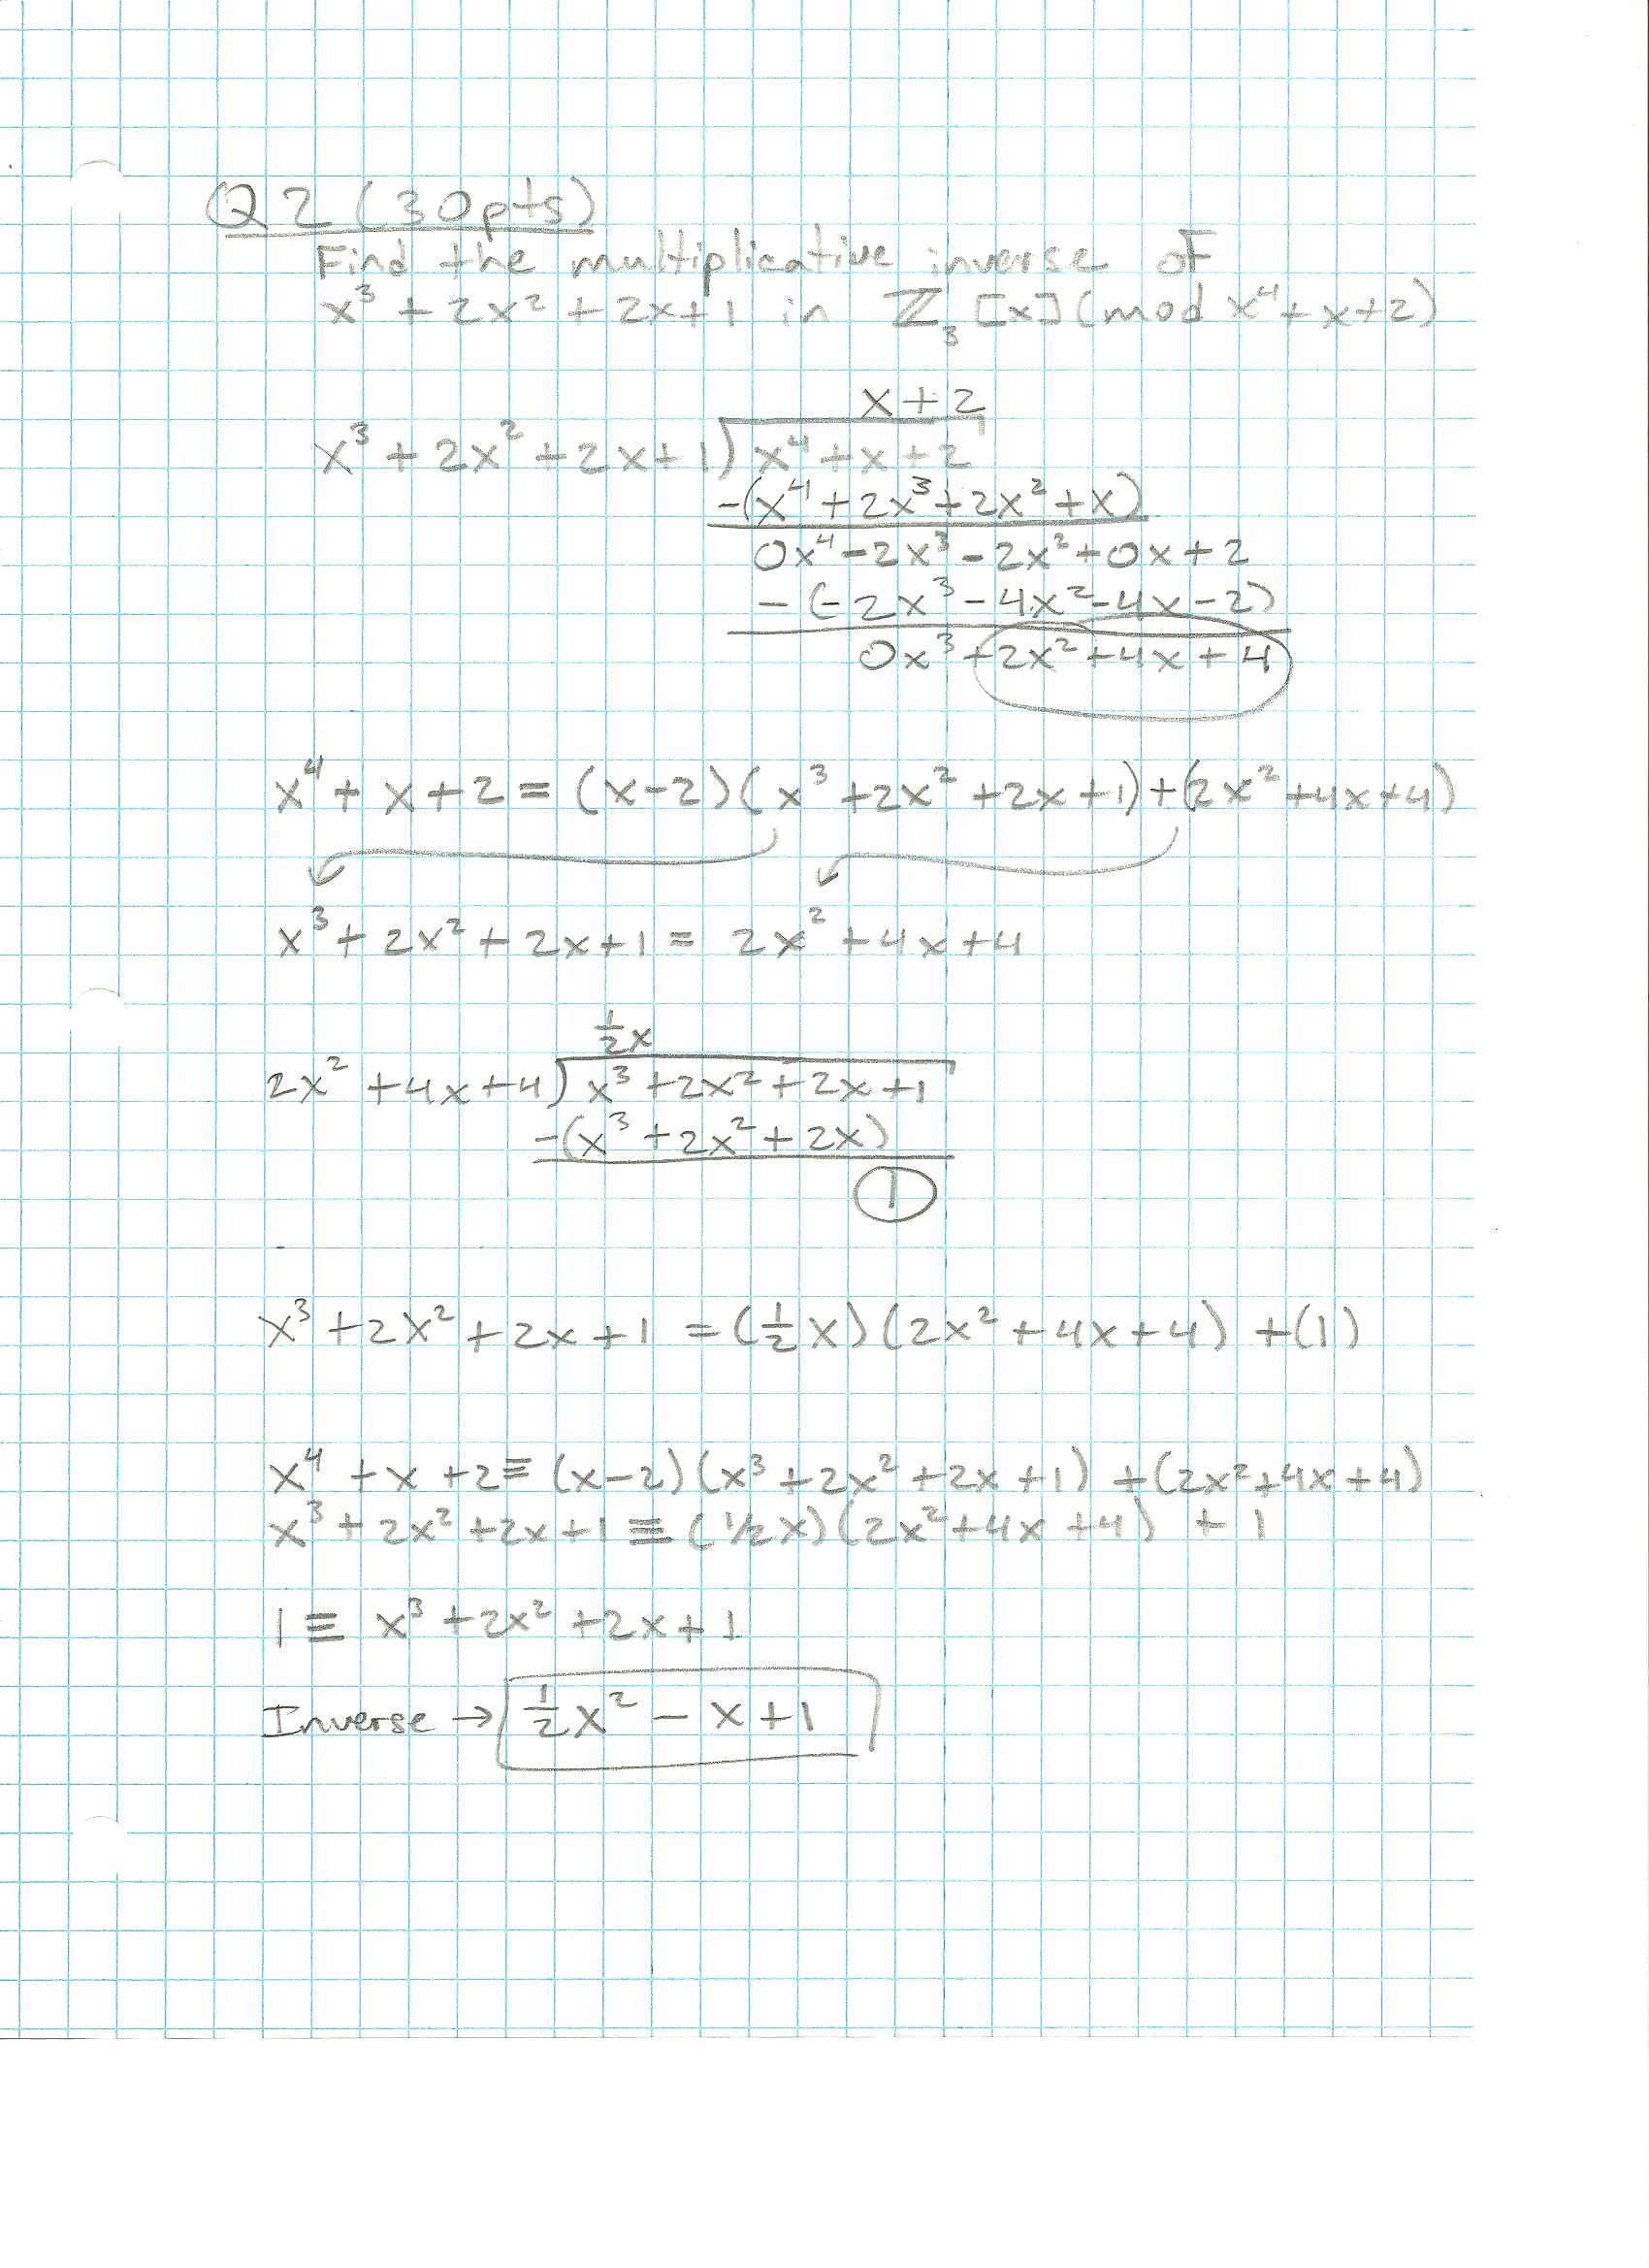 Q2 (30pts)
Find the multiplicative inverse of
x³ + 2x² + 2x+1 in ℤ₃[x](mod x⁴+x+2)
x+2
x³ + 2x² + 2x+1) x⁴+x+2
-(x⁴+2x³+2x²+x)
0x⁴-2x³-2x²+0x+2
-(-2x³-4x²-4x-2)
0x³+2x²+4x+4
x⁴+x+2=(x-2)(x³+2x²+2x+1)+(2x²+4x+4)
x³+2x²+2x+1 = 2x²+4x+4
½x
2x²+4x+4) x³+2x²+2x+1
-(x³+2x²+2x)
1
x³+2x²+2x+1 =(½x)(2x²+4x+4) +(1)
x⁴+x+2≡(x-2)(x³+2x²+2x+1)+(2x²+4x+4)
x³+2x²+2x+1≡(½x)(2x²+4x+4) + 1
1≡ x³+2x²+2x+1
Inverse → ½x² - x+1